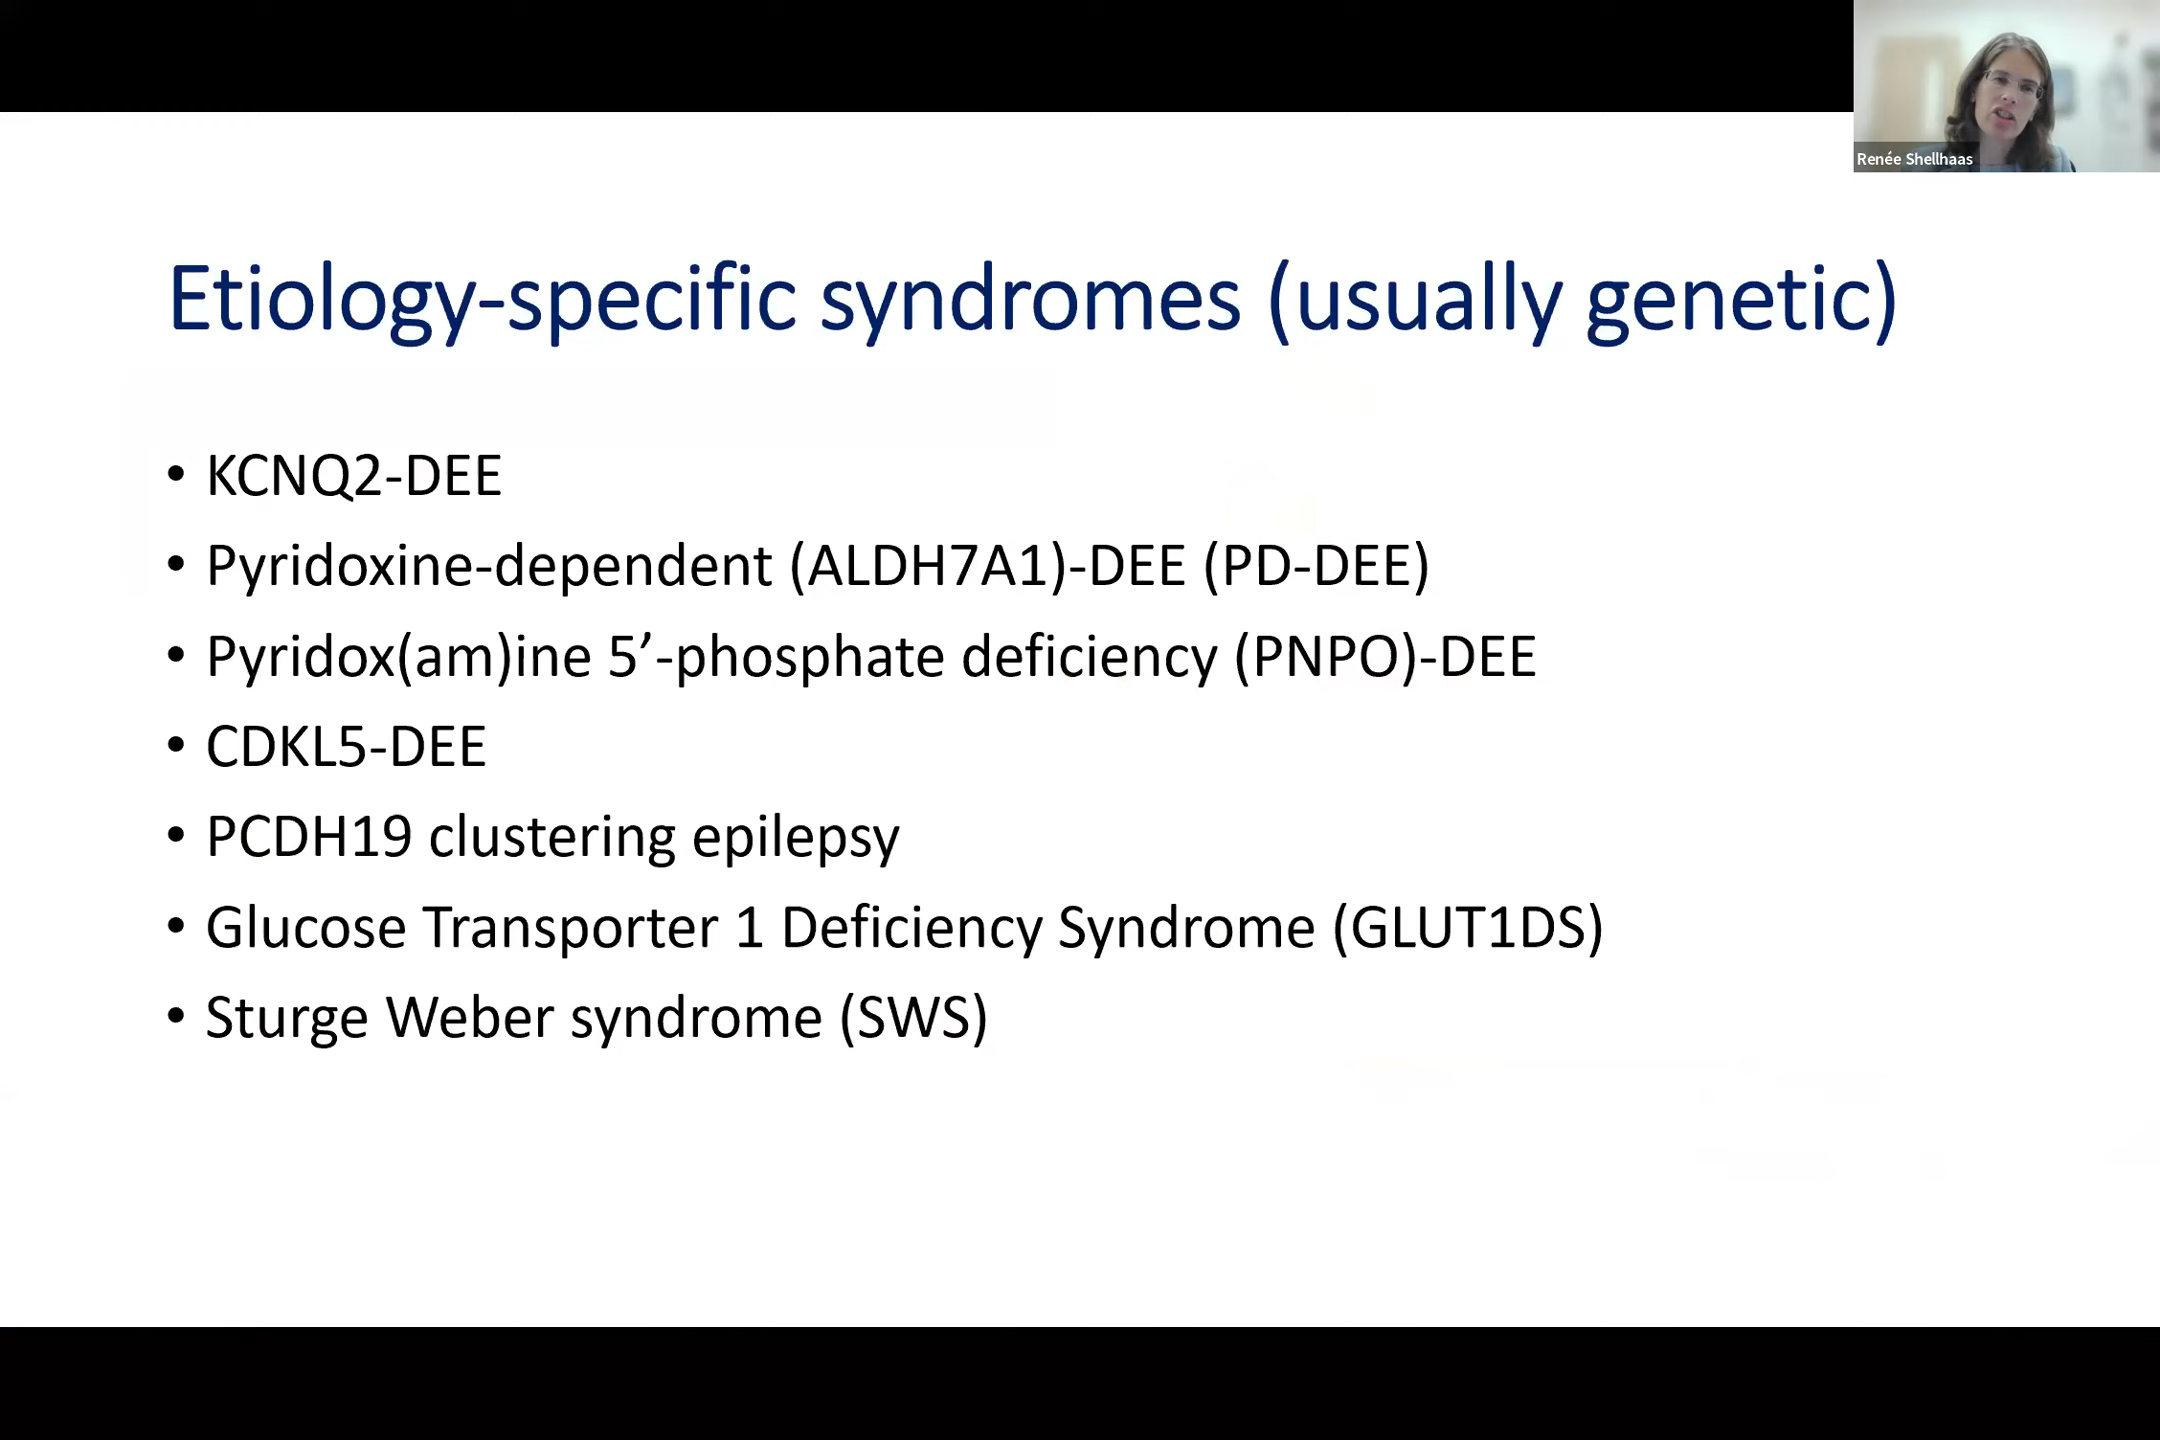 Renée Shellhaas
Etiology-specific syndromes (usually genetic)
• KCNQ2-DEE
• Pyridoxine-dependent (ALDH7A1)-DEE (PD-DEE)
• Pyridox(am)ine 5’-phosphate deficiency (PNPO)-DEE
• CDKL5-DEE
• PCDH19 clustering epilepsy
• Glucose Transporter 1 Deficiency Syndrome (GLUT1DS)
• Sturge Weber syndrome (SWS)